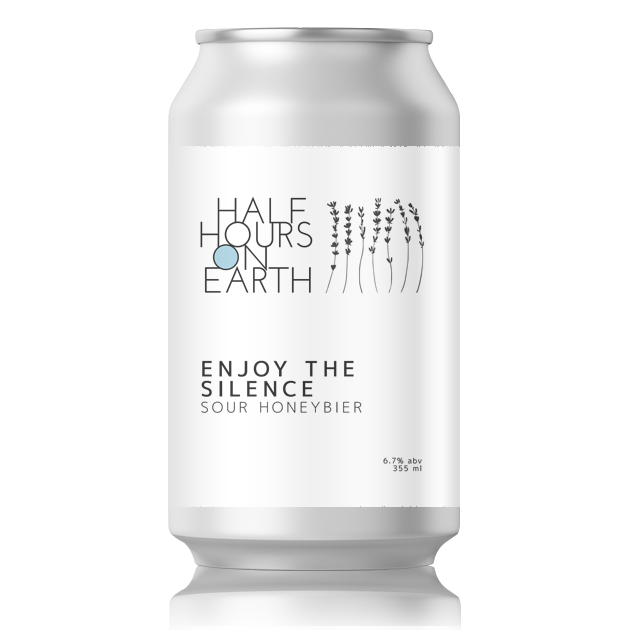 HALF
HOURS
ON
EARTH
ENJOY THE
SILENCE
SOUR HONEYBIER
6.7% abv
355 ml